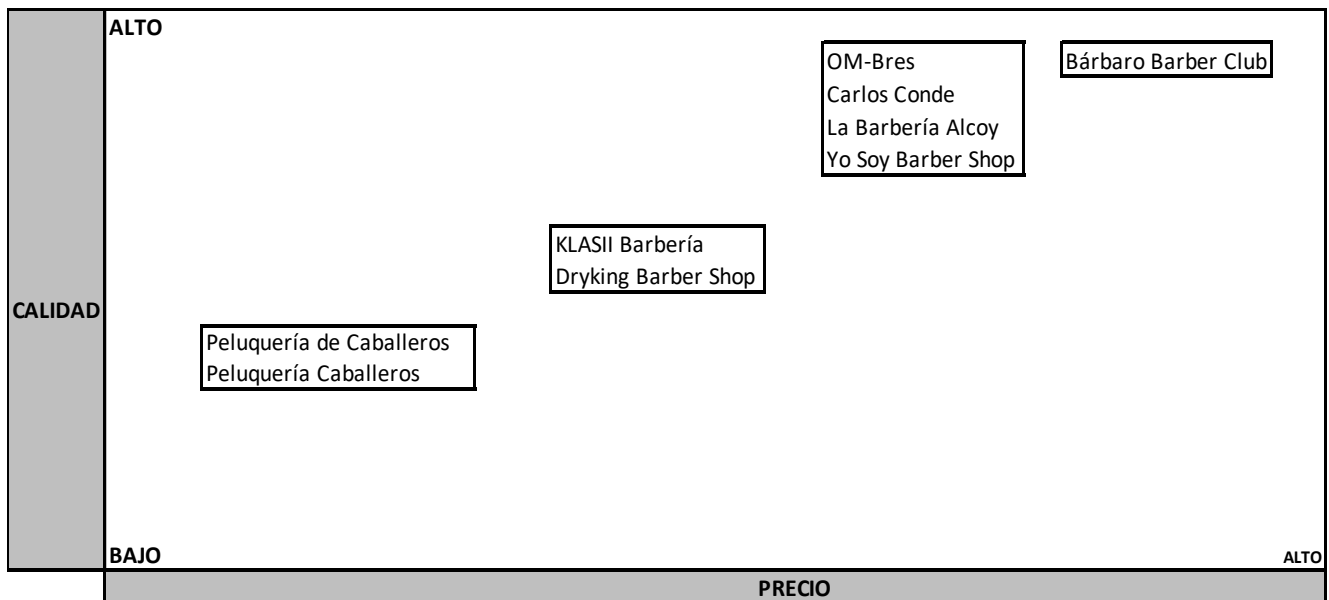 ALTO
OM-Bres
Carlos Conde
La Barbería Alcoy
Yo Soy Barber Shop
Bárbaro Barber Club
KLASII Barbería
Dryking Barber Shop
CALIDAD
Peluquería de Caballeros
Peluquería Caballeros
BAJO
ALTO
PRECIO